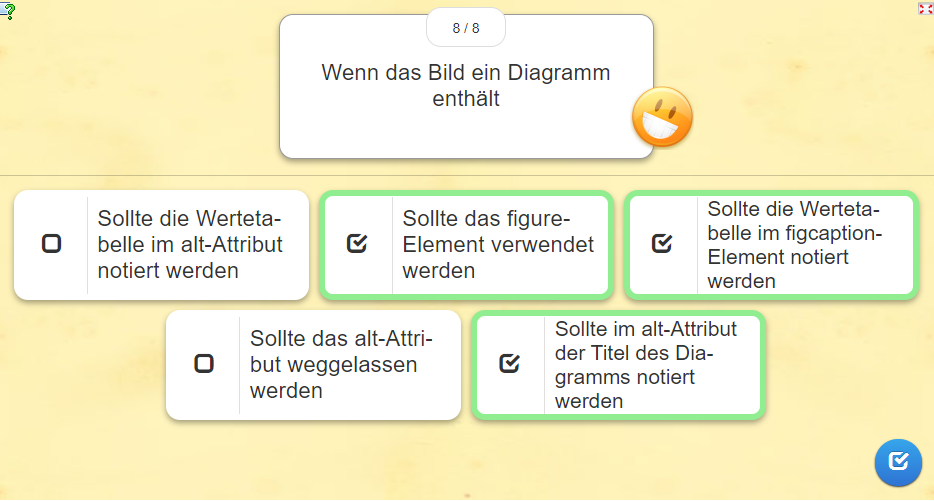 8 / 8
Wenn das Bild ein Diagramm
enthält
Sollte die Werteta-
belle im alt-Attribut
notiert werden
Sollte das figure-
Element verwendet
werden
Sollte die Werteta-
belle im figcaption-
Element notiert
werden
Sollte das alt-Attri-
but weggelassen
werden
Sollte im alt-Attribut
der Titel des Dia-
gramms notiert
werden